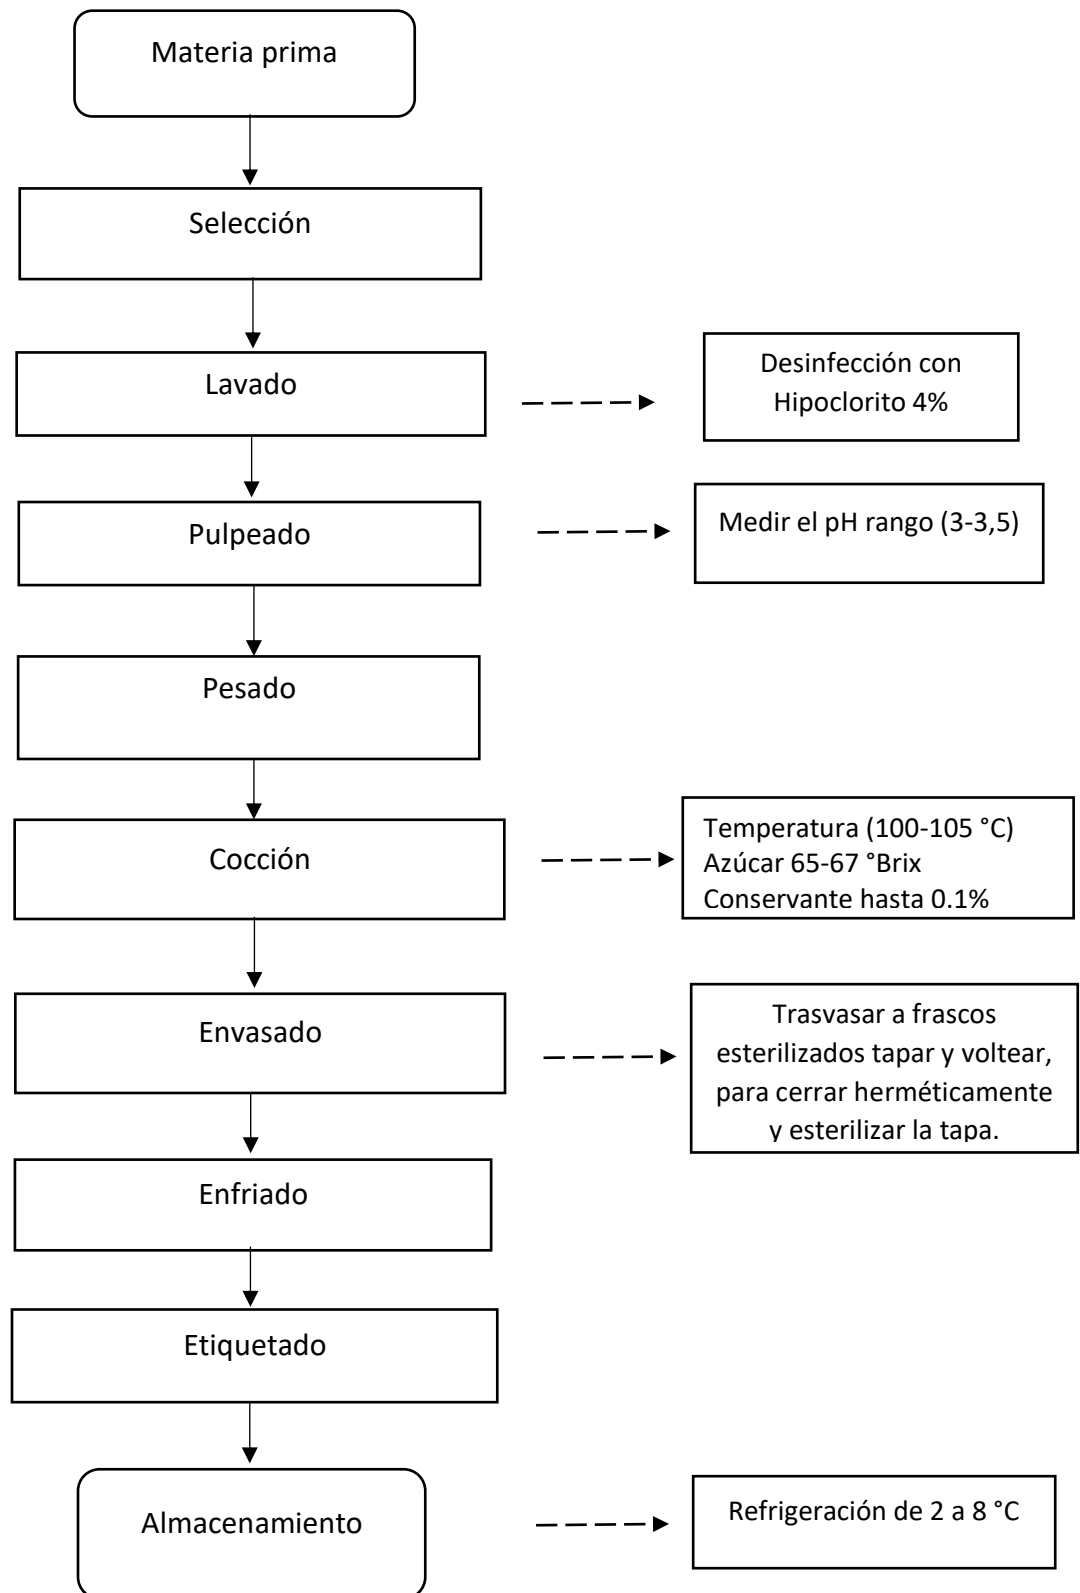 Materia prima
Selección
Lavado
Desinfección con
Hipoclorito 4%
Pulpeado
Medir el pH rango (3-3,5)
Pesado
Cocción
Temperatura (100-105 °C)
Azúcar 65-67 °Brix
Conservante hasta 0.1%
Envasado
Trasvasar a frascos
esterilizados tapar y voltear,
para cerrar herméticamente
y esterilizar la tapa.
Enfriado
Etiquetado
Almacenamiento
Refrigeración de 2 a 8 °C